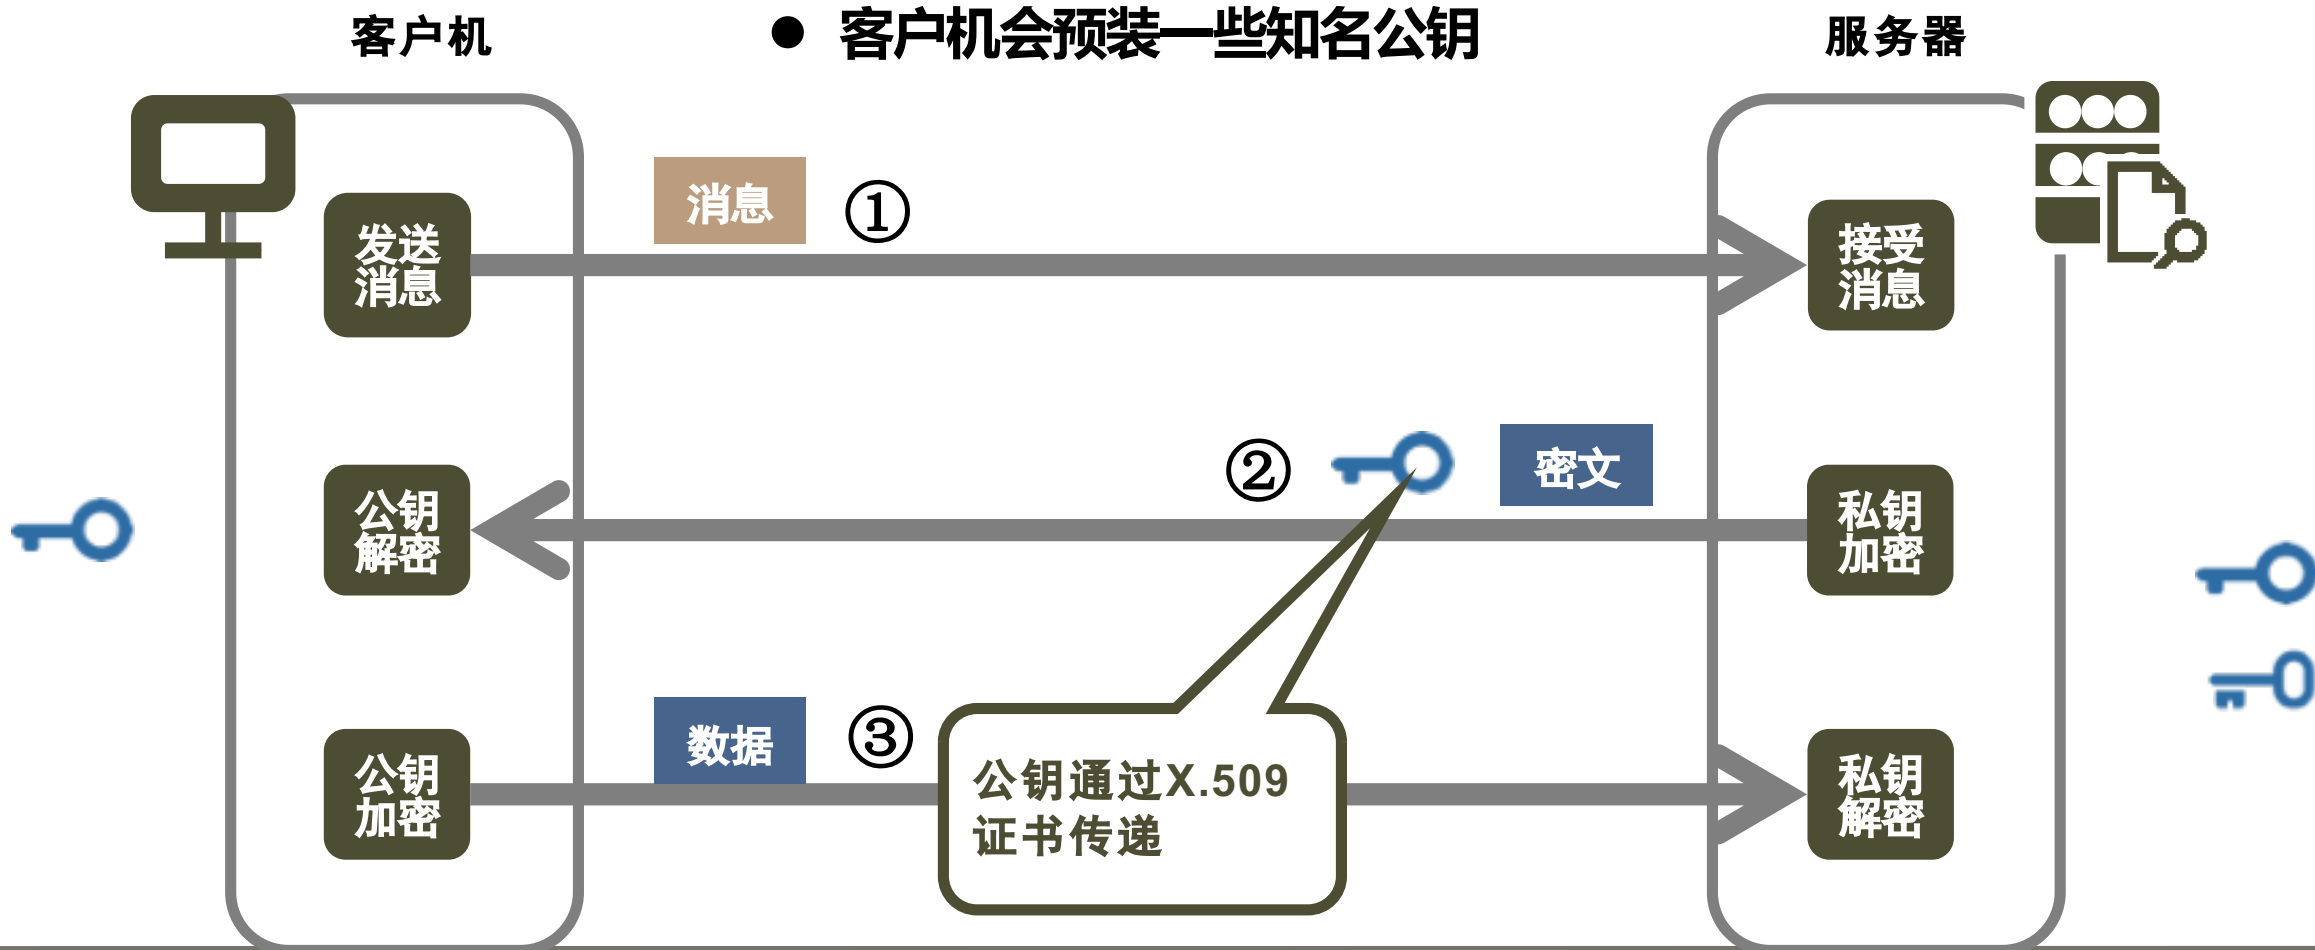 客户机
● 客户机会预装一些知名公钥
服务器
消息
①
发送
消息
接受
消息
②
密文
公钥
解密
私钥
加密
数据
③
公钥
加密
公钥通过X.509
证书传递
私钥
解密